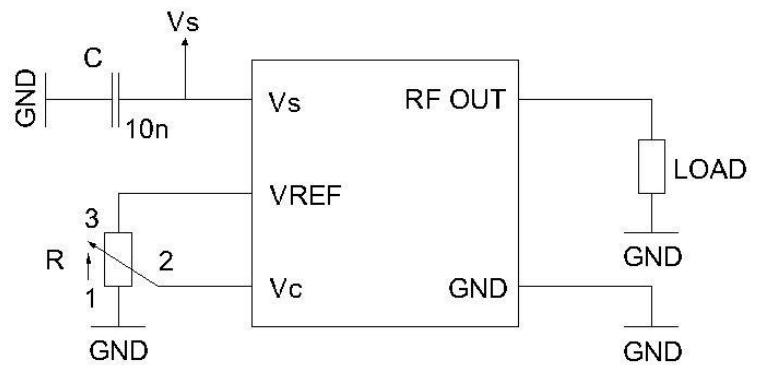 Vs
C
GND
10n
Vs
RF OUT
LOAD
GND
VREF
3
R
2
1
GND
Vc
GND
GND